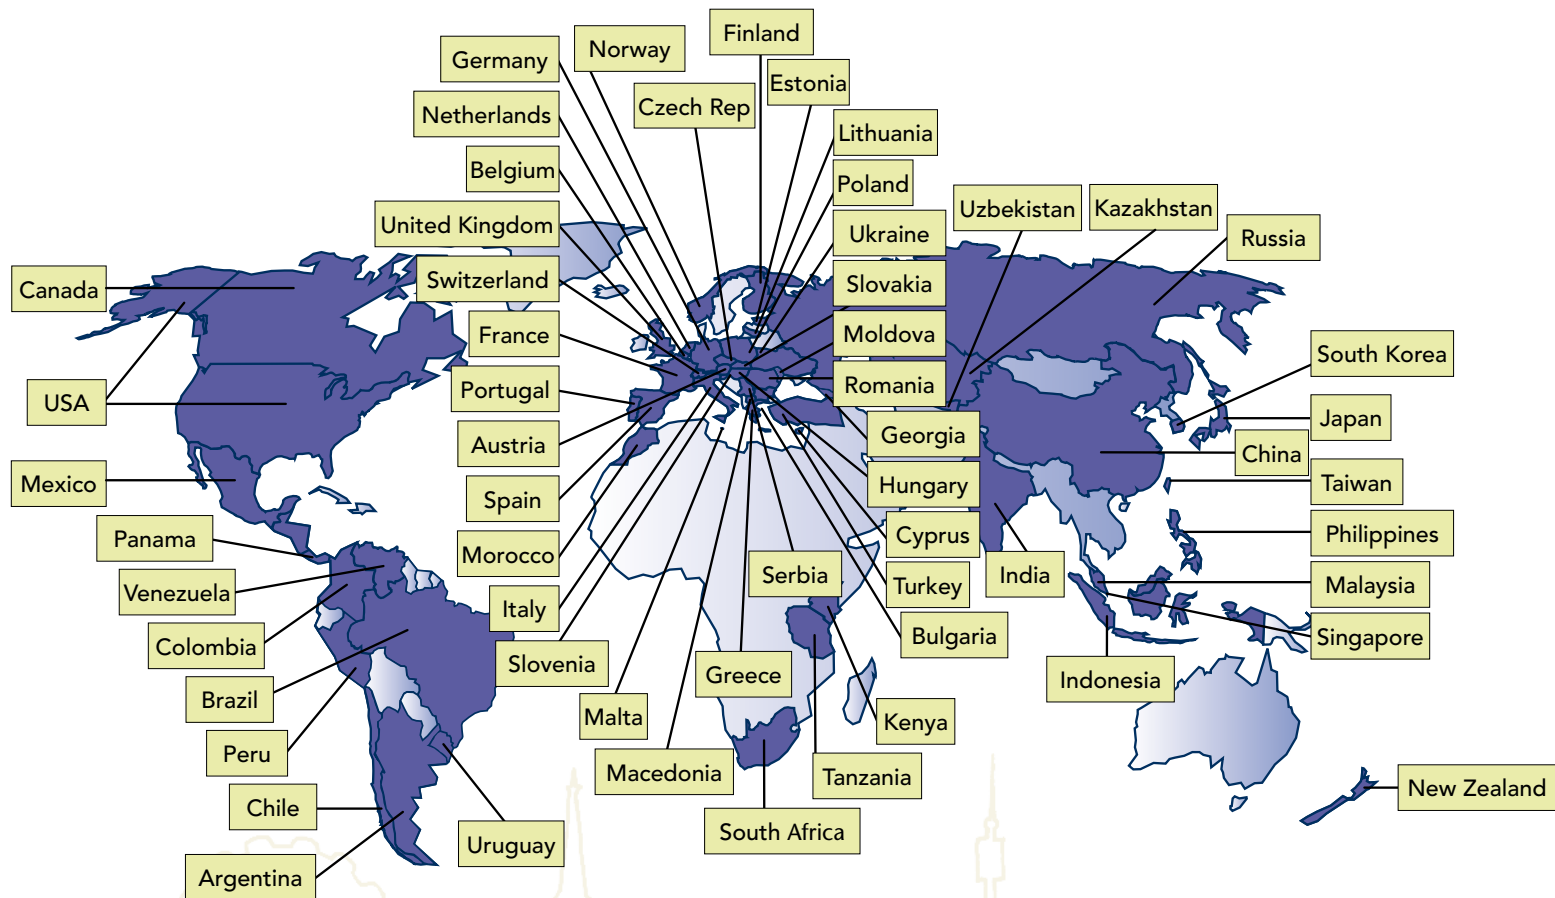 Finland
Norway
Germany
Estonia
Czech Rep
Netherlands
Lithuania
Belgium
Poland
Uzbekistan
Kazakhstan
United Kingdom
Ukraine
Russia
Switzerland
Slovakia
Canada
France
Moldova
South Korea
Portugal
Romania
USA
Japan
Austria
Georgia
China
Mexico
Spain
Hungary
Taiwan
Panama
Morocco
Cyprus
Philippines
Venezuela
Serbia
Turkey
India
Malaysia
Italy
Colombia
Slovenia
Bulgaria
Singapore
Greece
Indonesia
Brazil
Malta
Kenya
Peru
Macedonia
Tanzania
New Zealand
Chile
South Africa
Uruguay
Argentina